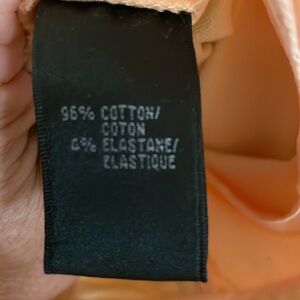 96% COTTON/
COTON
4% ELASTANE/
ELASTIQUE